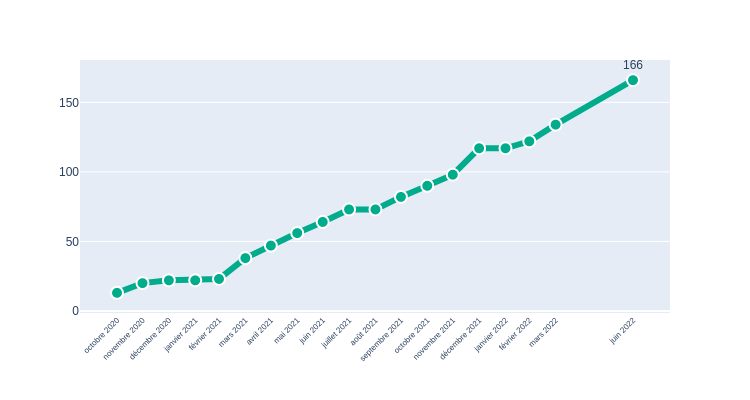 166
150
100
50
0
octobre 2020
novembre 2020
décembre 2020
janvier 2021
février 2021
mars 2021
avril 2021
mai 2021
juin 2021
juillet 2021
août 2021
septembre 2021
octobre 2021
novembre 2021
décembre 2021
janvier 2022
février 2022
mars 2022
juin 2022